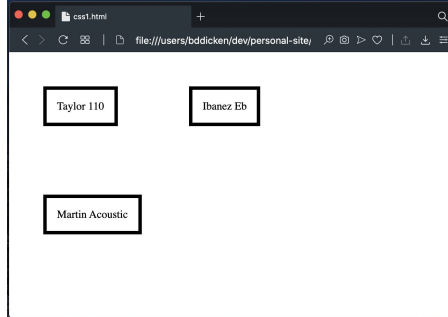 css1.html
file:///users/bddicken/dev/personal-site/
Taylor 110
Ibanez Eb
Martin Acoustic